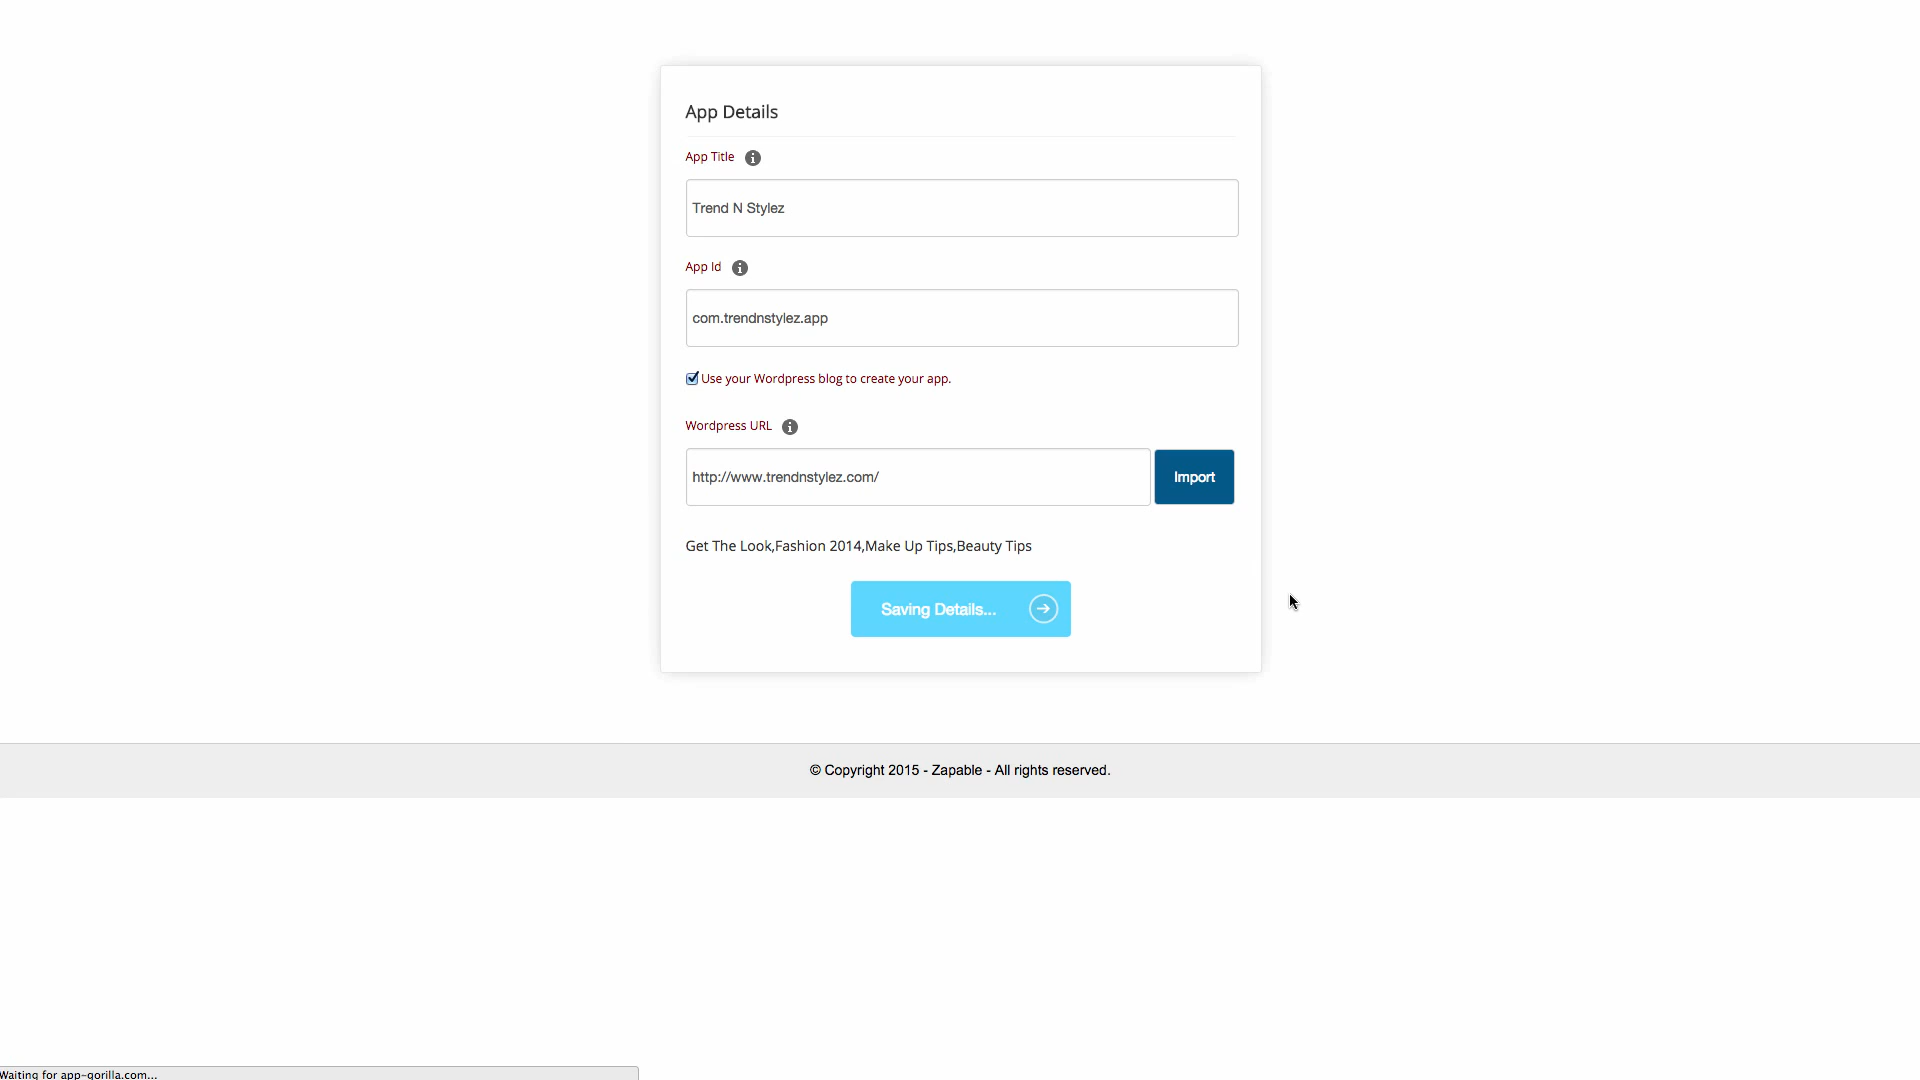 App Details
App Title
Trend N Stylez
App Id
com.trendnstylez.app
Use your Wordpress blog to create your app.
Wordpress URL
http://www.trendnstylez.com/
Import
Get The Look,Fashion 2014,Make Up Tips,Beauty Tips
Saving Details...
© Copyright 2015 - Zapable - All rights reserved.
Waiting for app-gorilla.com...